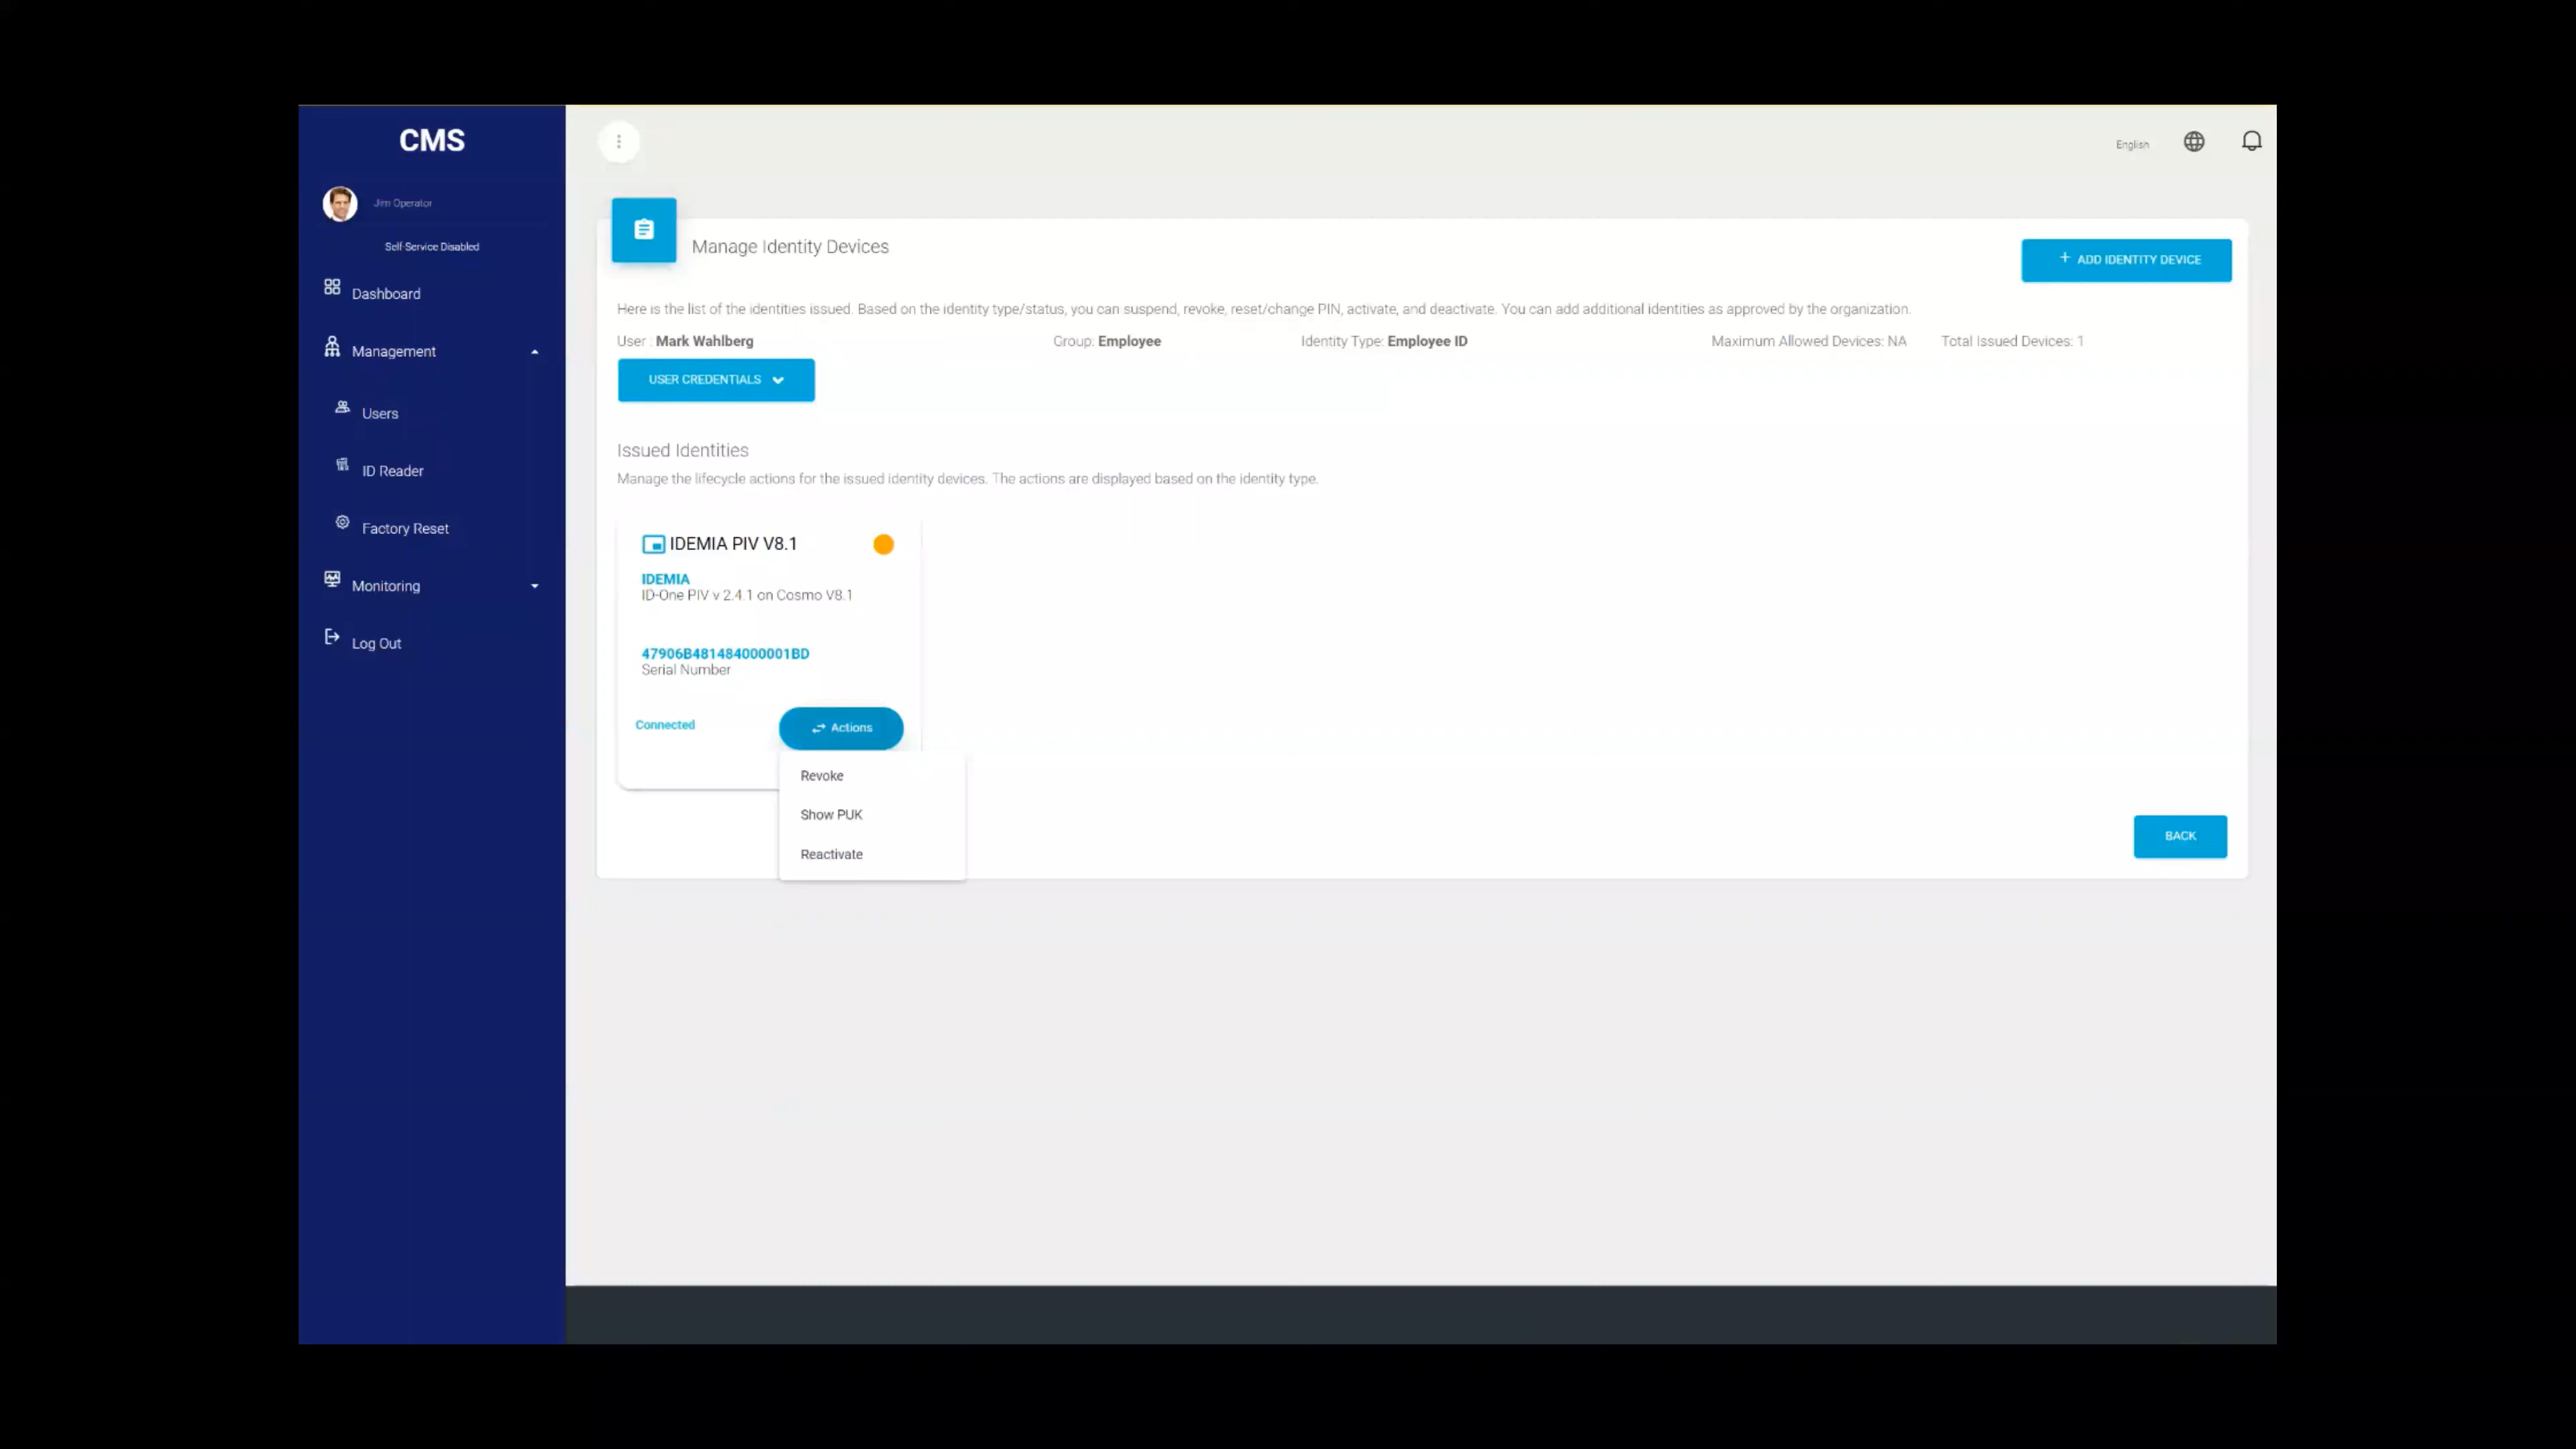 CMS
Jim Operator
Self-Service Disabled
Dashboard
Management
Users
ID Reader
Factory Reset
Monitoring
Log Out
English
Manage Identity Devices
+ ADD IDENTITY DEVICE
Here is the list of the identities issued. Based on the identity type/status, you can suspend, revoke, reset/change PIN, activate, and deactivate. You can add additional identities as approved by the organization.
User : Mark Wahlberg Group: Employee Identity Type: Employee ID Maximum Allowed Devices: NA Total Issued Devices: 1
USER CREDENTIALS
Issued Identities
Manage the lifecycle actions for the issued identity devices. The actions are displayed based on the identity type.
IDEMIA PIV V8.1
IDEMIA
ID-One PIV v 2.4.1 on Cosmo V8.1
47906B481484000001BD
Serial Number
Connected
Actions
Revoke
Show PUK
Reactivate
BACK